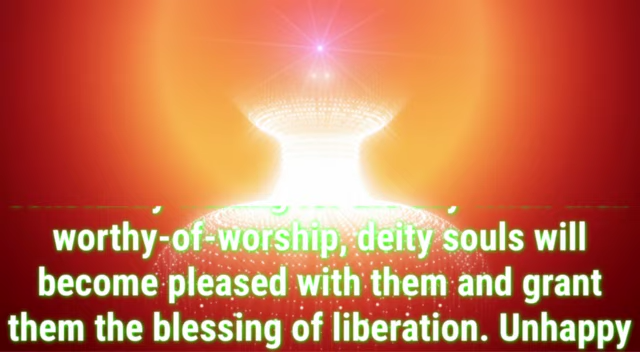 worthy-of-worship, deity souls will
become pleased with them and grant
them the blessing of liberation. Unhappy